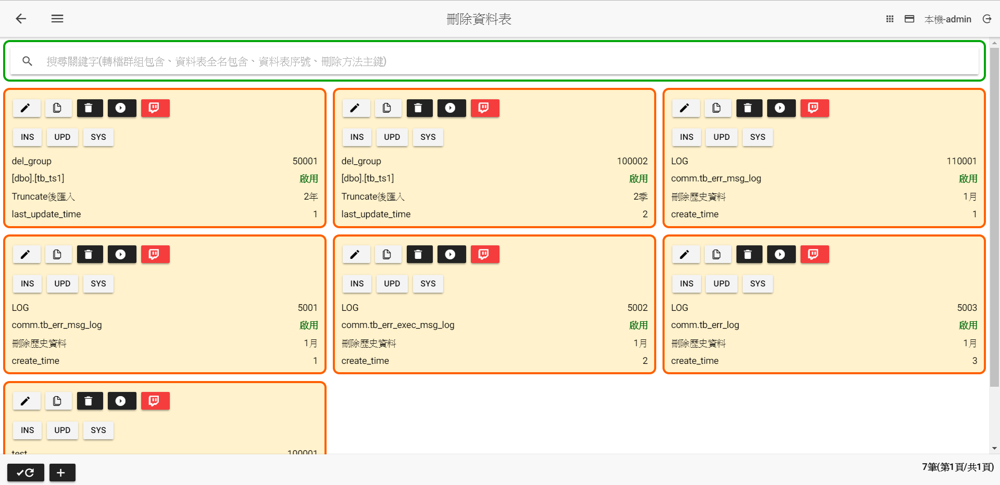 刪除資料表
本機-admin
搜尋關鍵字(轉檔群組包含、資料表全名包含、資料表序號、刪除方法主鍵)
INS UPD SYS
del_group 50001
[dbo].[tb_ts1] 啟用
Truncate後匯入 2年
last_update_time 1
INS UPD SYS
del_group 100002
[dbo].[tb_ts1] 啟用
Truncate後匯入 2季
last_update_time 2
INS UPD SYS
LOG 110001
comm.tb_err_msg_log 啟用
刪除歷史資料 1月
create_time 1
INS UPD SYS
LOG 5001
comm.tb_err_msg_log 啟用
刪除歷史資料 1月
create_time 1
INS UPD SYS
LOG 5002
comm.tb_err_exec_msg_log 啟用
刪除歷史資料 1月
create_time 2
INS UPD SYS
LOG 5003
comm.tb_err_log 啟用
刪除歷史資料 1月
create_time 3
INS UPD SYS
test 100001
7筆(第1頁/共1頁)